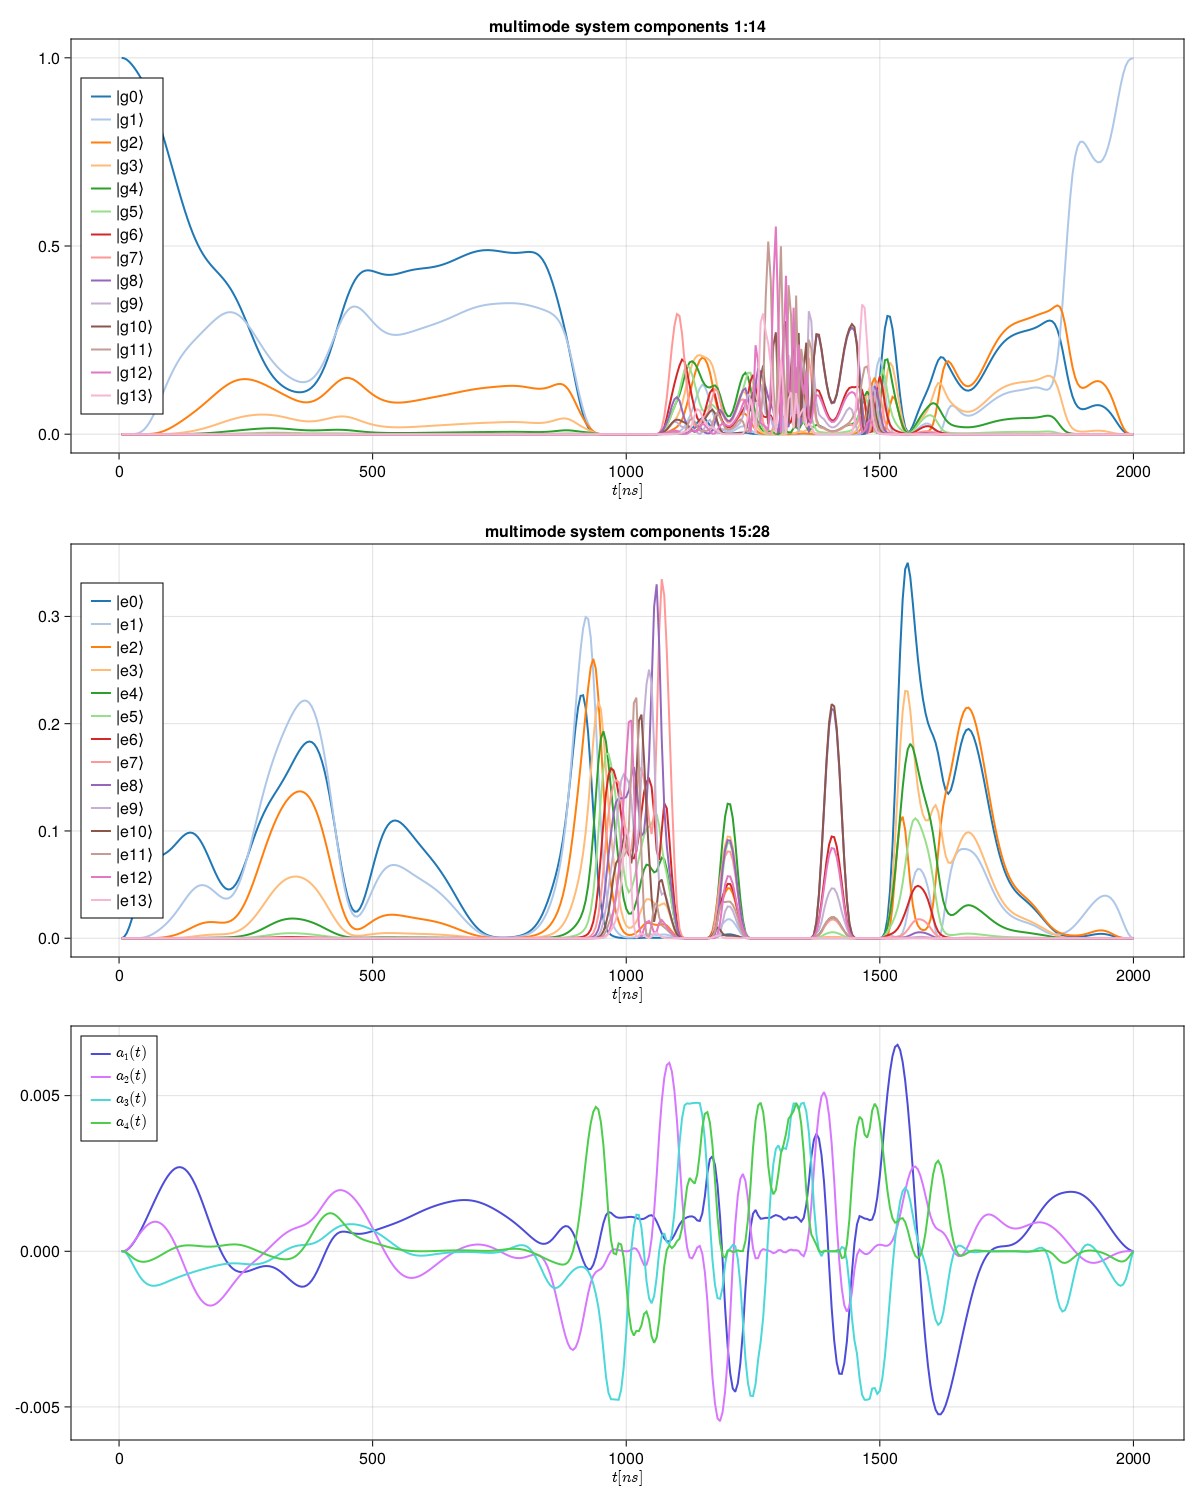 multimode system components 1:14
1.0
|g0⟩
|g1⟩
|g2⟩
|g3⟩
|g4⟩
|g5⟩
|g6⟩
|g7⟩
|g8⟩
|g9⟩
|g10⟩
|g11⟩
|g12⟩
|g13⟩
0.5
0.0
0 500 1000 1500 2000
t[ns]
multimode system components 15:28
|e0⟩
|e1⟩
|e2⟩
|e3⟩
|e4⟩
|e5⟩
|e6⟩
|e7⟩
|e8⟩
|e9⟩
|e10⟩
|e11⟩
|e12⟩
|e13⟩
0.3
0.2
0.1
0.0
0 500 1000 1500 2000
t[ns]
a₁(t)
a₂(t)
a₃(t)
a₄(t)
0.005
0.000
-0.005
0 500 1000 1500 2000
t[ns]